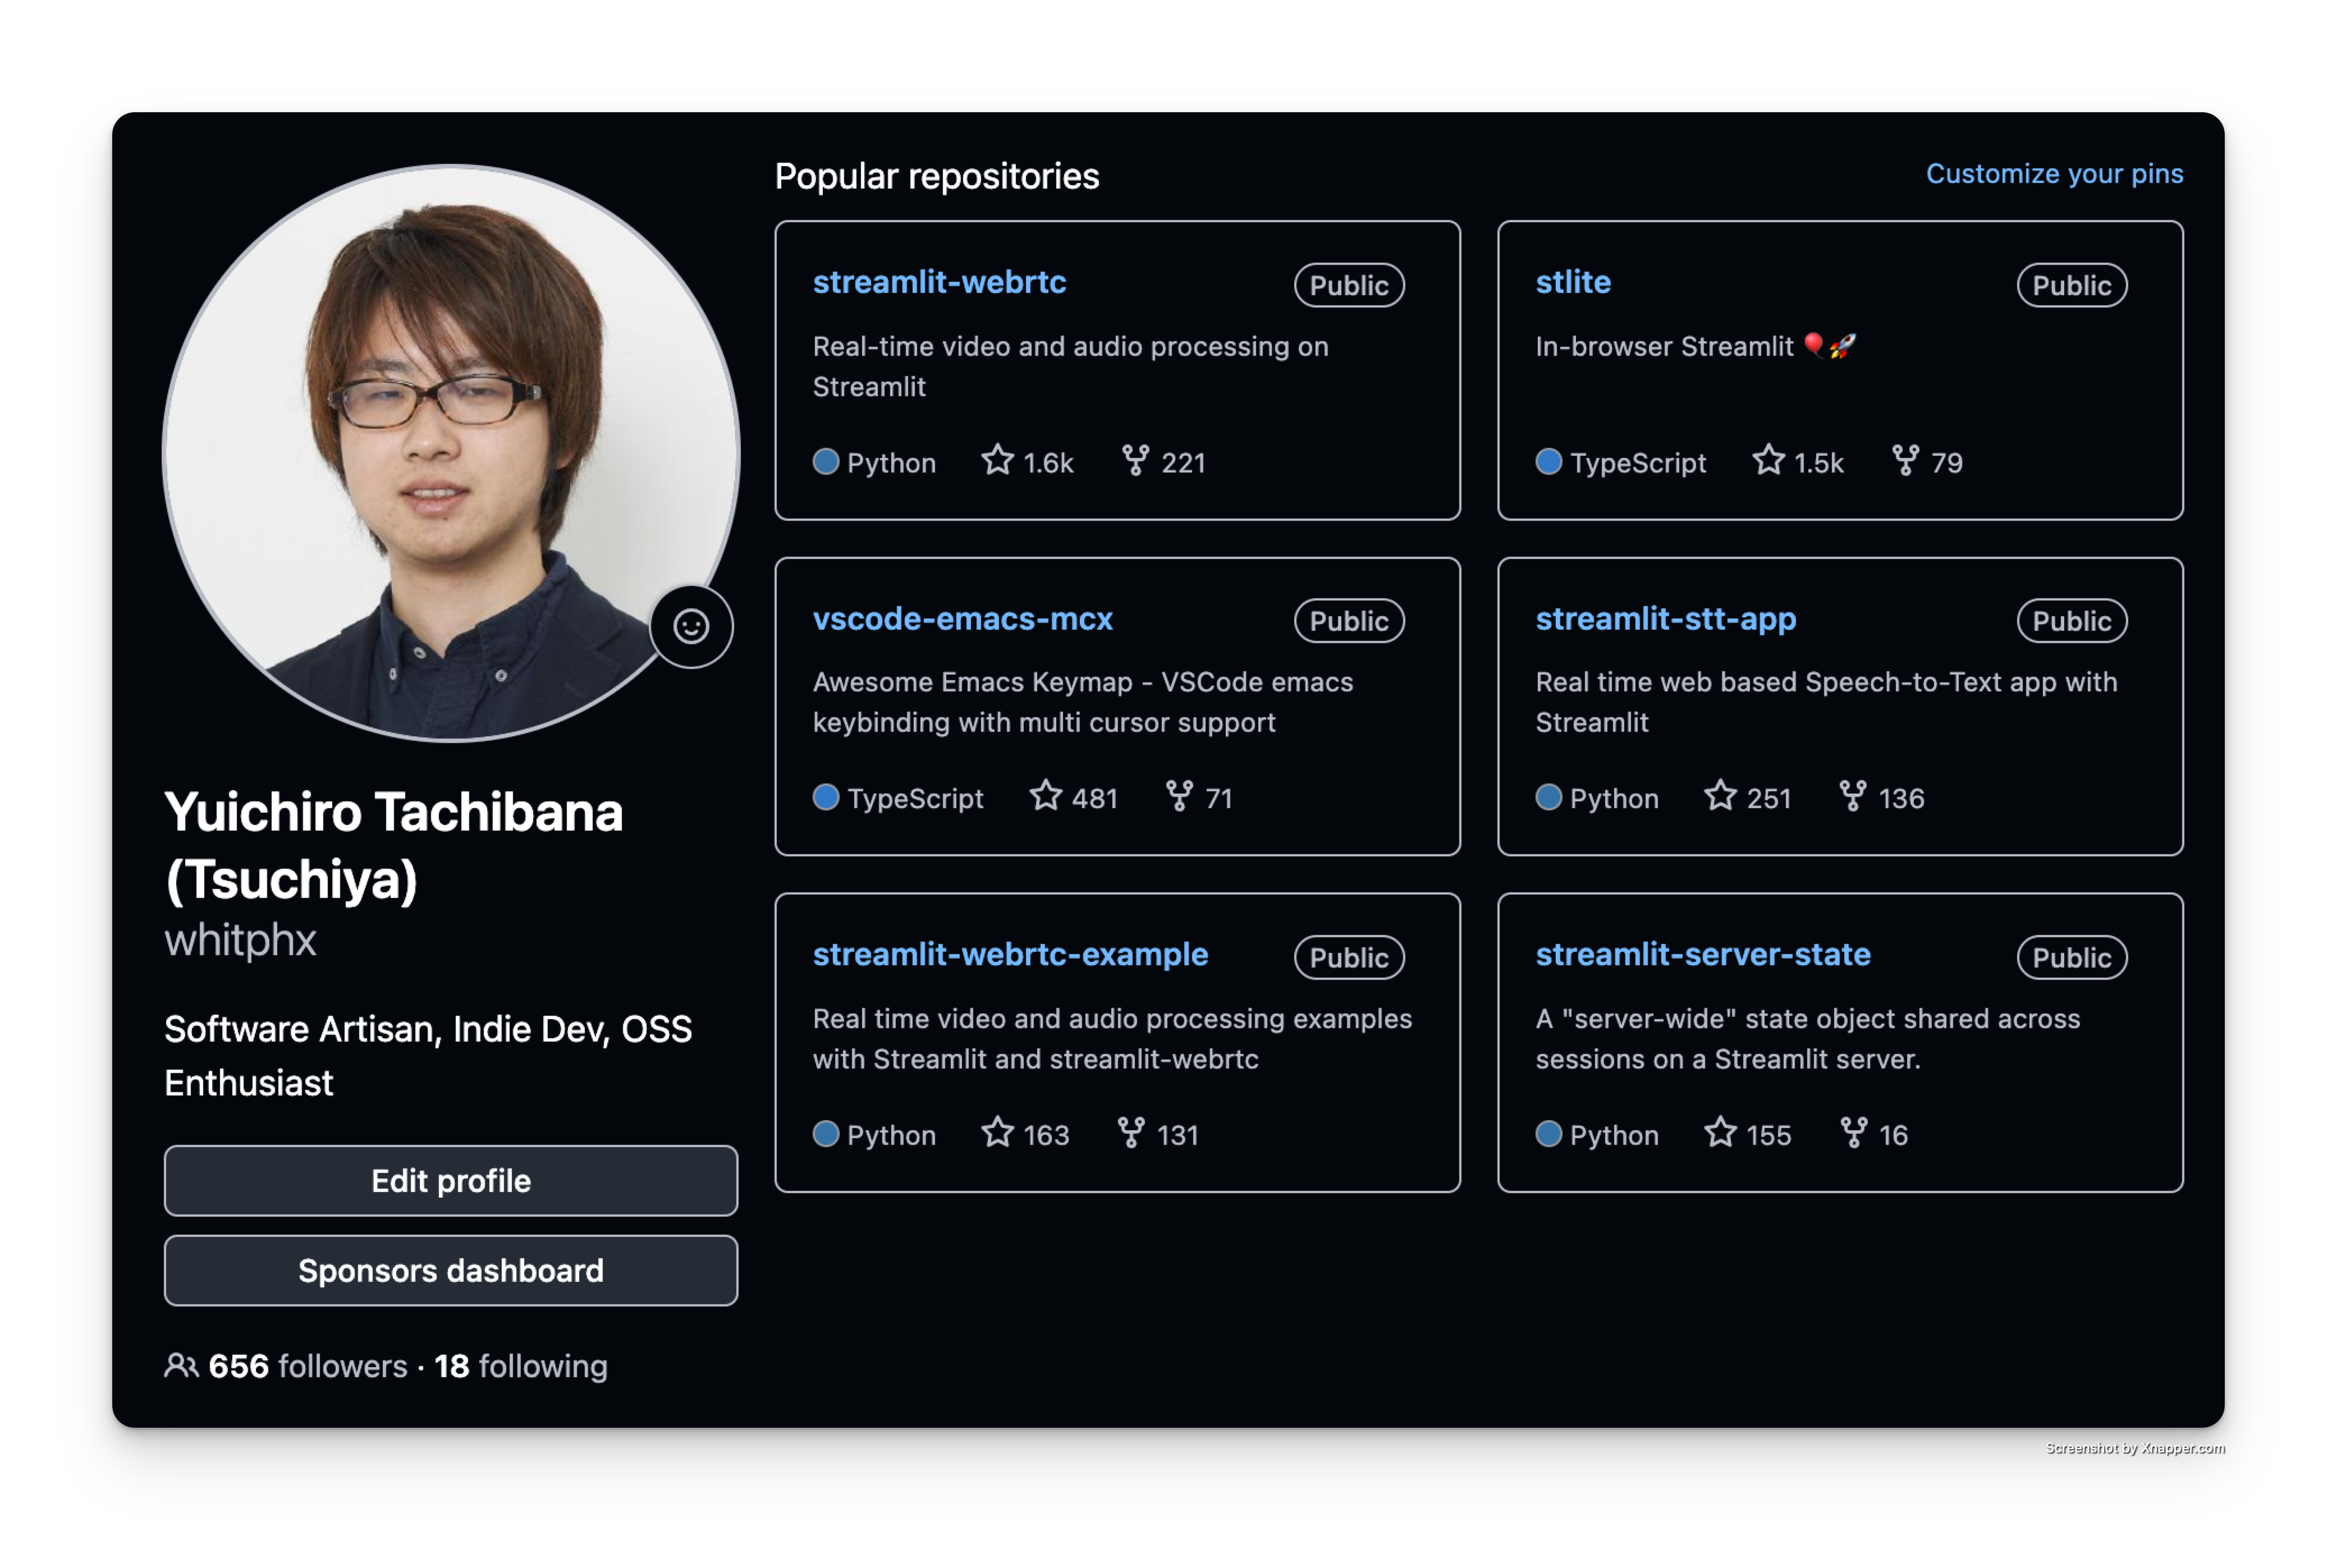 Yuichiro Tachibana
(Tsuchiya)
whitphx
Software Artisan, Indie Dev, OSS
Enthusiast
Edit profile
Sponsors dashboard
656 followers · 18 following
Popular repositories
Customize your pins
streamlit-webrtc
Public
Real-time video and audio processing on
Streamlit
Python 1.6k 221
stlite
Public
In-browser Streamlit 🎈🚀
TypeScript 1.5k 79
vscode-emacs-mcx
Public
Awesome Emacs Keymap - VSCode emacs
keybinding with multi cursor support
TypeScript 481 71
streamlit-stt-app
Public
Real time web based Speech-to-Text app with
Streamlit
Python 251 136
streamlit-webrtc-example
Public
Real time video and audio processing examples
with Streamlit and streamlit-webrtc
Python 163 131
streamlit-server-state
Public
A "server-wide" state object shared across
sessions on a Streamlit server.
Python 155 16
Screenshot by Xnapper.com